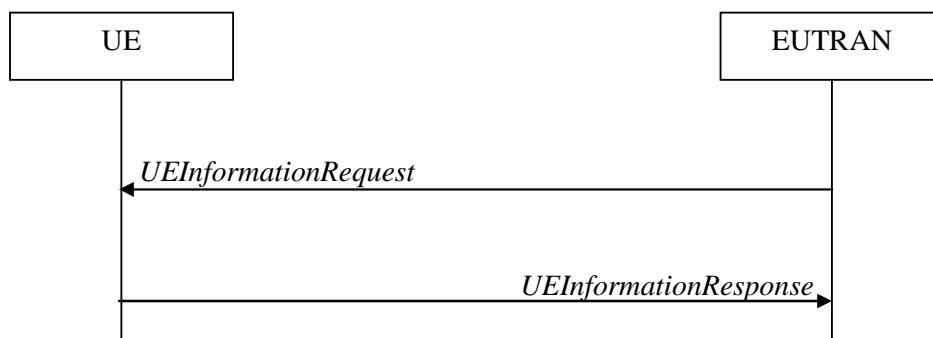 UE
EUTRAN
UEInformationRequest
UEInformationResponse